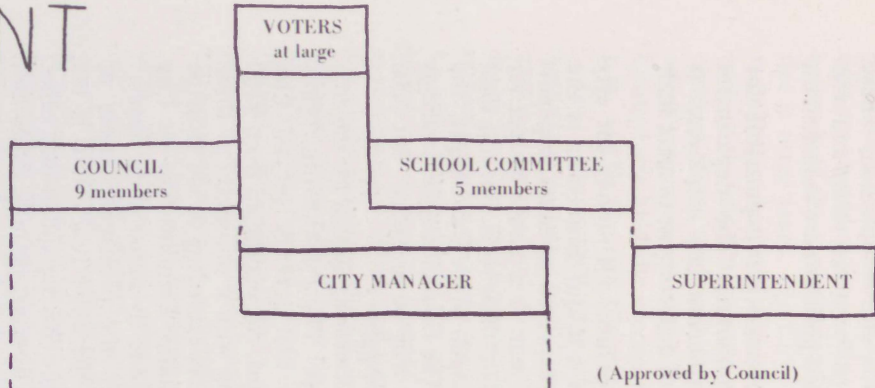 NT
VOTERS
at large
COUNCIL
9 members
SCHOOL COMMITTEE
5 members
CITY MANAGER
SUPERINTENDENT
( Approved by Council)